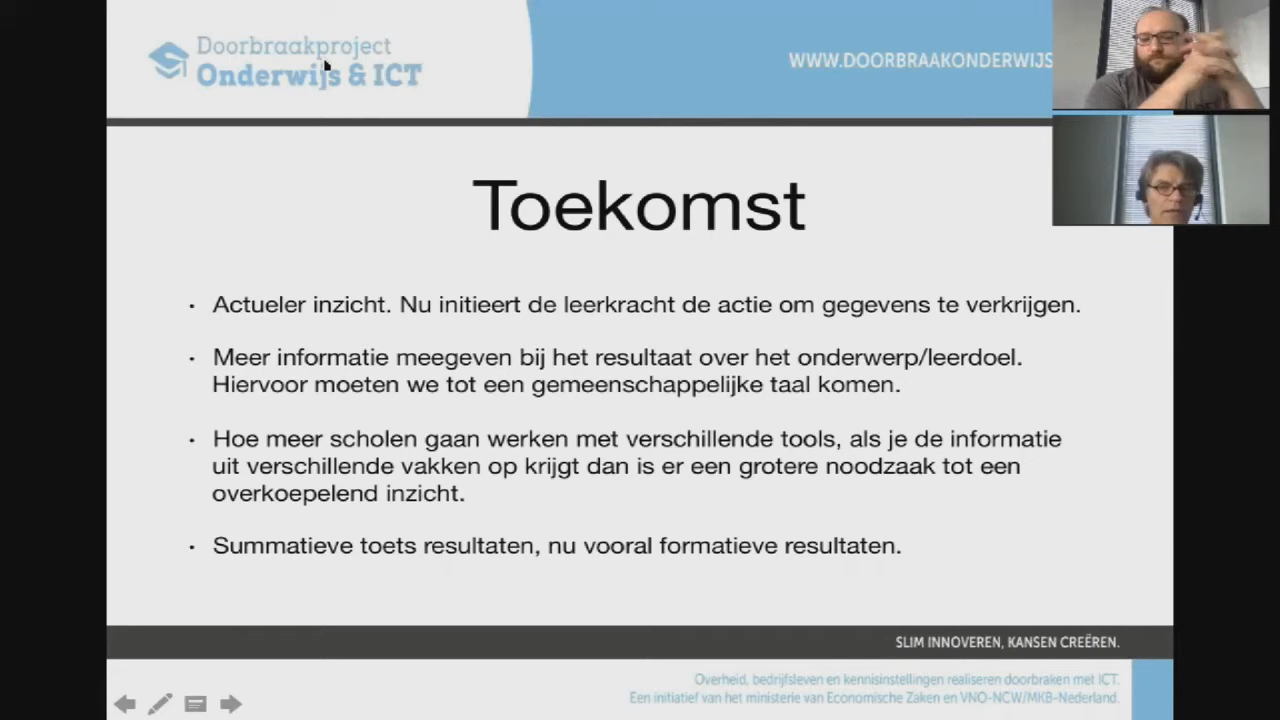 Doorbraakproject
Onderwijs & ICT
WWW.DOORBRAAKONDERWIJS
Toekomst
· Actueler inzicht. Nu initieert de leerkracht de actie om gegevens te verkrijgen.
· Meer informatie meegeven bij het resultaat over het onderwerp/leerdoel.
Hiervoor moeten we tot een gemeenschappelijke taal komen.
· Hoe meer scholen gaan werken met verschillende tools, als je de informatie
uit verschillende vakken op krijgt dan is er een grotere noodzaak tot een
overkoepelend inzicht.
· Summatieve toets resultaten, nu vooral formatieve resultaten.
SLIM INNOVEREN, KANSEN CREËREN.
Overheid, bedrijfsleven en kennisinstellingen realiseren doorbraken met ICT.
Een initiatief van het ministerie van Economische Zaken en VNO-NCW/MKB-Nederland.